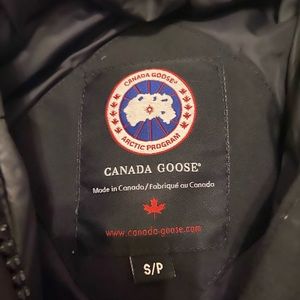 CANADA GOOSE®
ARCTIC PROGRAM
CANADA GOOSE®
Made in Canada/Fabriqué au Canada
www.canada-goose.com
S/P